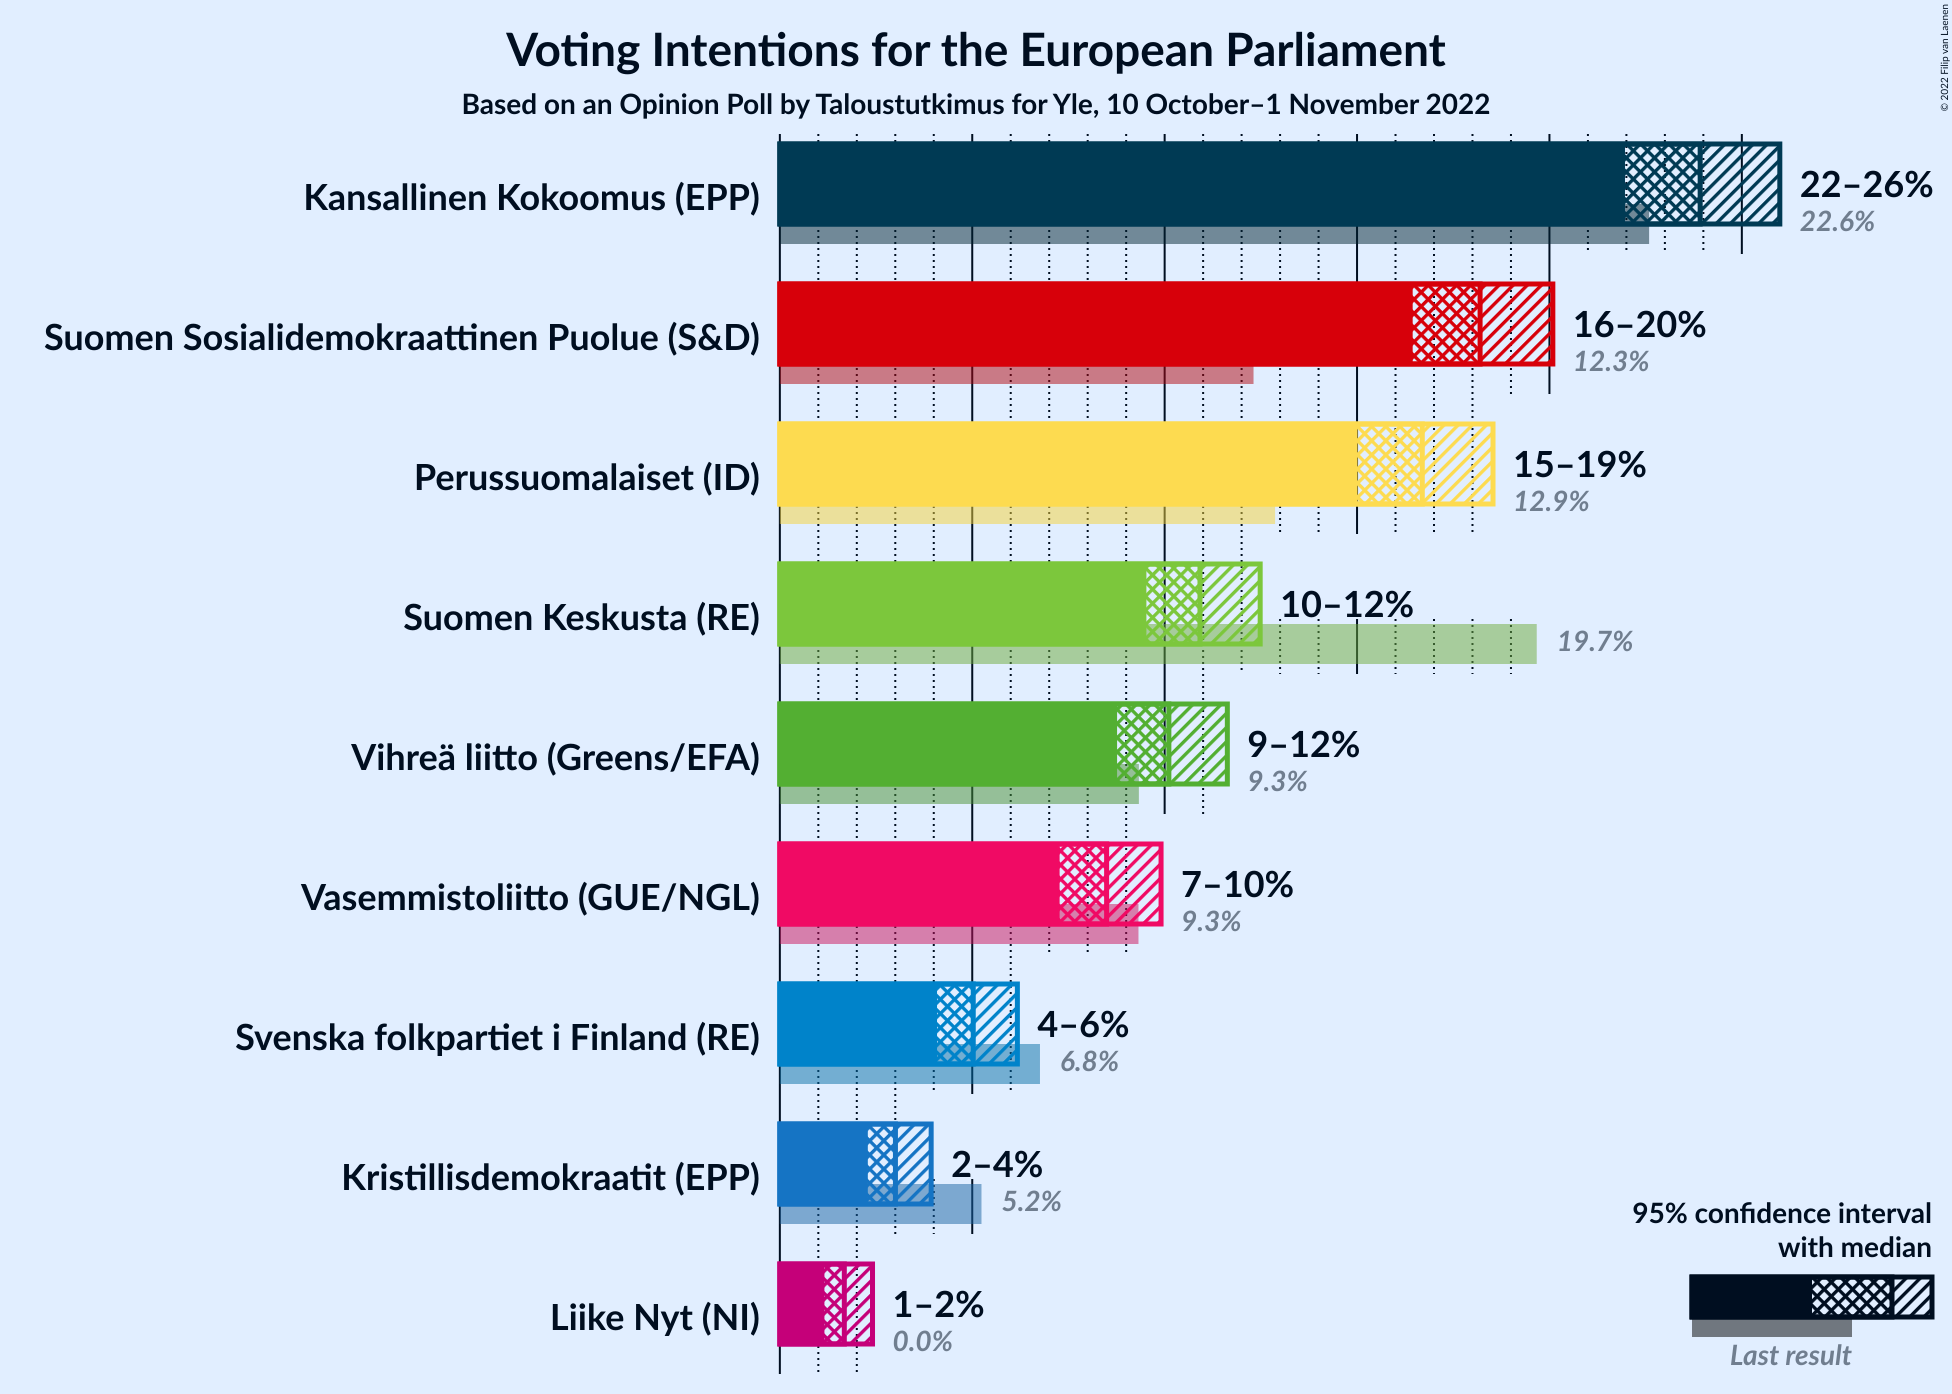 Voting Intentions for the European Parliament
Based on an Opinion Poll by Taloustutkimus for Yle, 10 October–1 November 2022
© 2022 Filip van Laenen
Kansallinen Kokoomus (EPP)
22–26%
22.6%
Suomen Sosialidemokraattinen Puolue (S&D)
16–20%
12.3%
Perussuomalaiset (ID)
15–19%
12.9%
Suomen Keskusta (RE)
10–12%
19.7%
Vihreä liitto (Greens/EFA)
9–12%
9.3%
Vasemmistoliitto (GUE/NGL)
7–10%
9.3%
Svenska folkpartiet i Finland (RE)
4–6%
6.8%
Kristillisdemokraatit (EPP)
2–4%
5.2%
Liike Nyt (NI)
1–2%
0.0%
95% confidence interval
with median
Last result